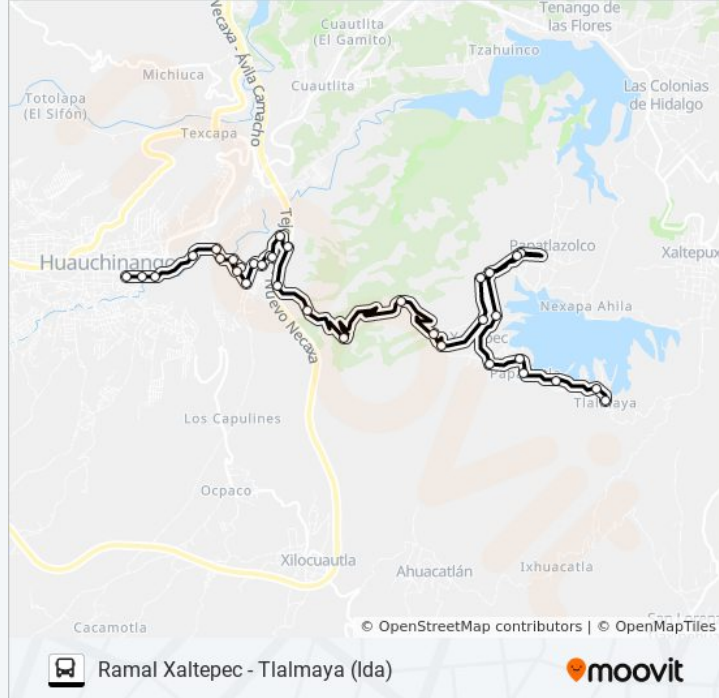 Tenango de
las Flores
Cuautlita
(El Gamito)
Tzahuinco
Necaxa - Ávila Camacho
Michiuca
Cuautlita
Las Colonias
de Hidalgo
Totolapa
(El Sifón)
Texcapa
Papatlazolco
Xaltepux
Huauchinango
Nuevo Necaxa
Nexapa Ahila
Tlalmaya
Los Capulines
Ocpaco
Xilocuautla
Ahuacatlán
Ixhuacatla
Cacamotla
© OpenStreetMap contributors | © OpenMapTiles
Ramal Xaltepec - Tlalmaya (Ida)
moovit